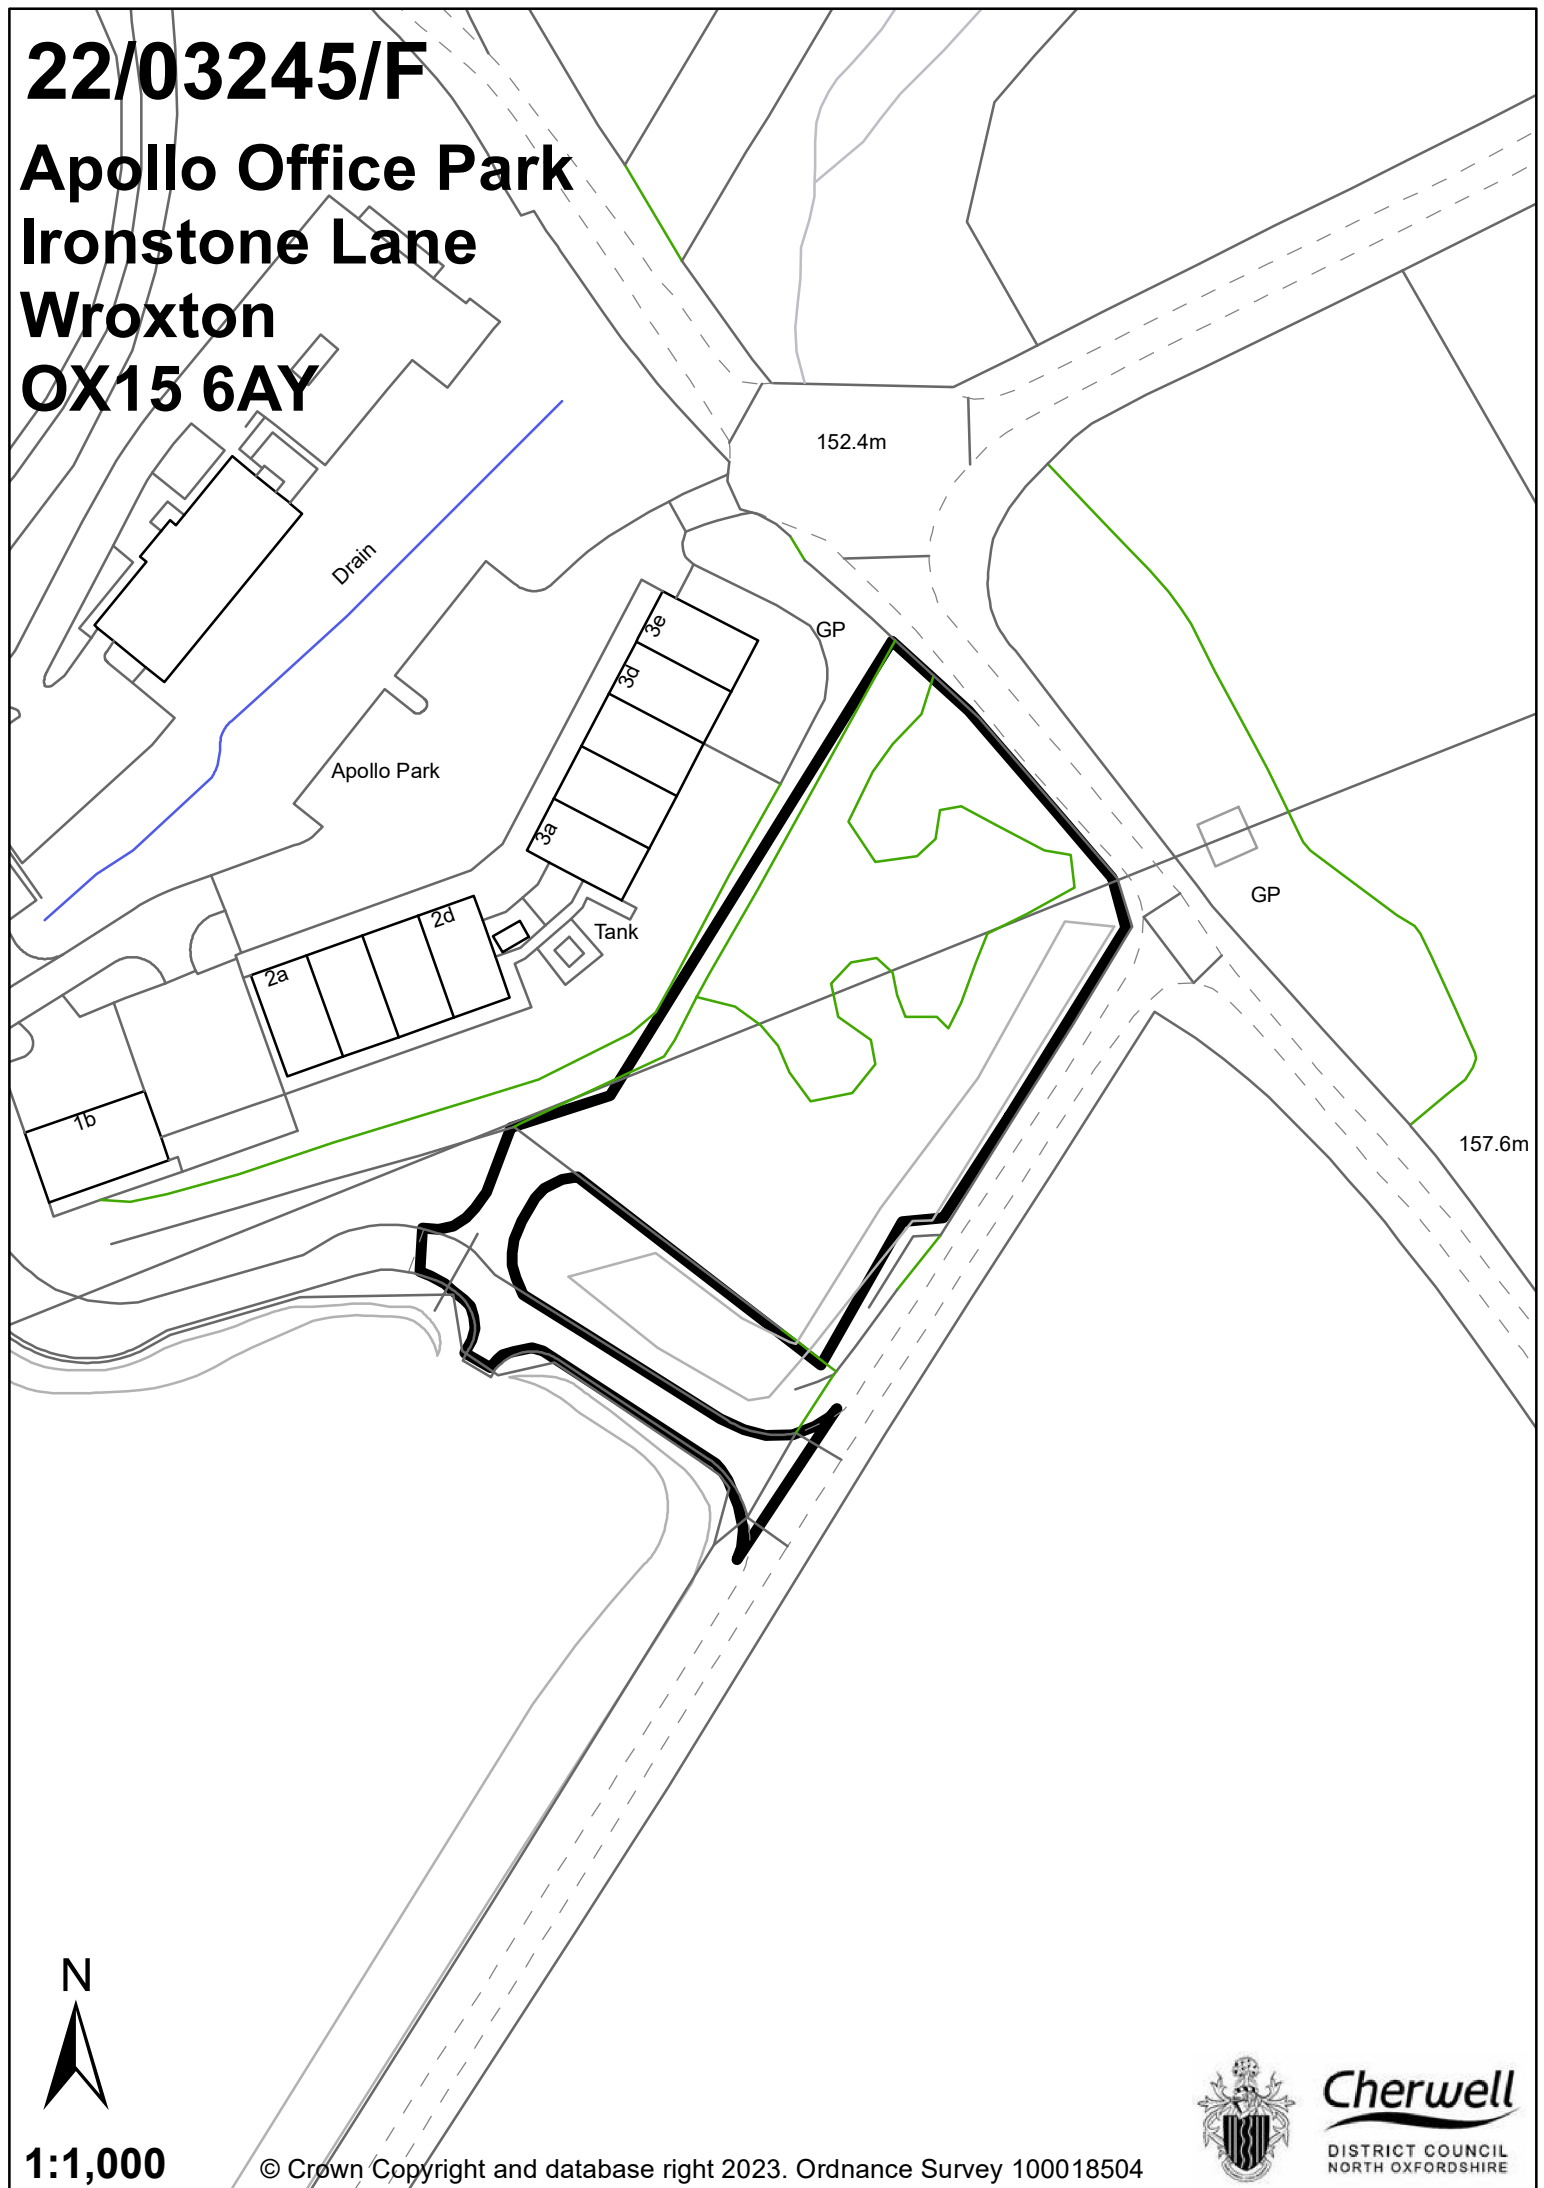 22/03245/F
Apollo Office Park
Ironstone Lane
Wroxton
OX15 6AY
152.4m
Drain
3e
GP
3d
Apollo Park
3a
GP
2d
Tank
2a
1b
157.6m
N
1:1,000
© Crown Copyright and database right 2023. Ordnance Survey 100018504
Cherwell
DISTRICT COUNCIL
NORTH OXFORDSHIRE